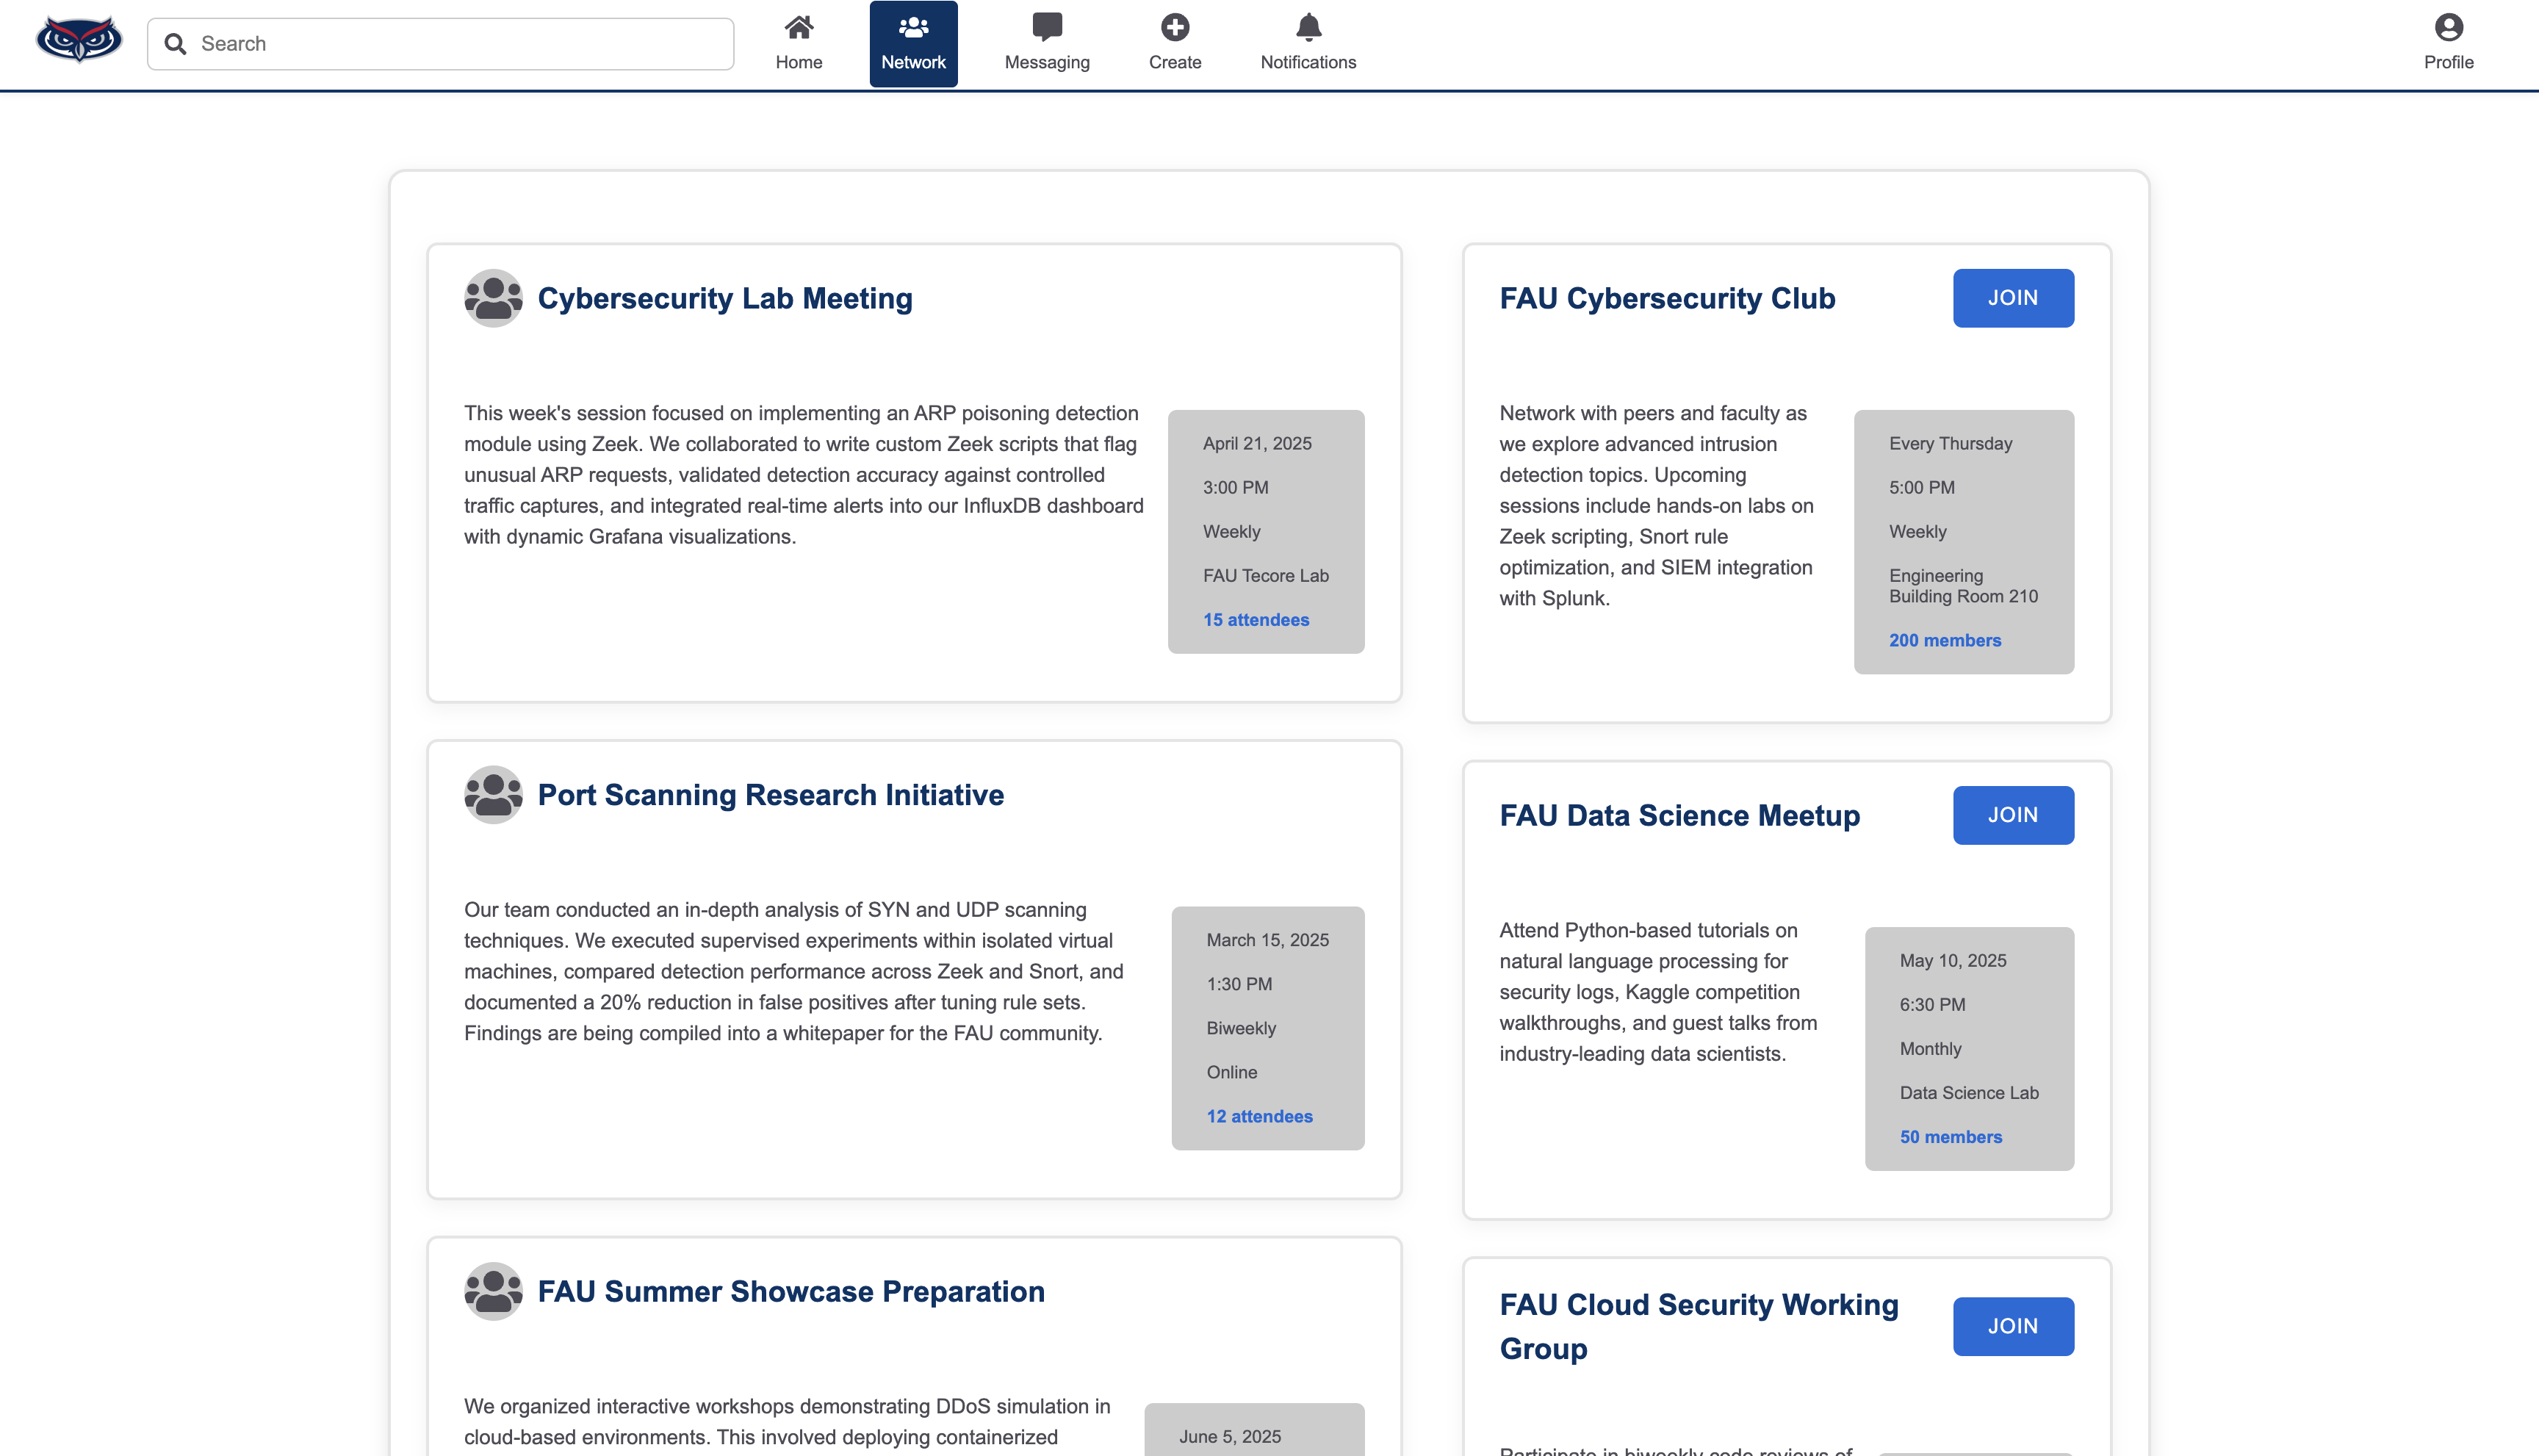 Search
Home
Network
Messaging
Create
Notifications
Profile
Cybersecurity Lab Meeting
This week's session focused on implementing an ARP poisoning detection
module using Zeek. We collaborated to write custom Zeek scripts that flag
unusual ARP requests, validated detection accuracy against controlled
traffic captures, and integrated real-time alerts into our InfluxDB dashboard
with dynamic Grafana visualizations.
April 21, 2025
3:00 PM
Weekly
FAU Tecore Lab
15 attendees
Port Scanning Research Initiative
Our team conducted an in-depth analysis of SYN and UDP scanning
techniques. We executed supervised experiments within isolated virtual
machines, compared detection performance across Zeek and Snort, and
documented a 20% reduction in false positives after tuning rule sets.
Findings are being compiled into a whitepaper for the FAU community.
March 15, 2025
1:30 PM
Biweekly
Online
12 attendees
FAU Summer Showcase Preparation
We organized interactive workshops demonstrating DDoS simulation in
cloud-based environments. This involved deploying containerized
June 5, 2025
FAU Cybersecurity Club
JOIN
Network with peers and faculty as
we explore advanced intrusion
detection topics. Upcoming
sessions include hands-on labs on
Zeek scripting, Snort rule
optimization, and SIEM integration
with Splunk.
Every Thursday
5:00 PM
Weekly
Engineering
Building Room 210
200 members
FAU Data Science Meetup
JOIN
Attend Python-based tutorials on
natural language processing for
security logs, Kaggle competition
walkthroughs, and guest talks from
industry-leading data scientists.
May 10, 2025
6:30 PM
Monthly
Data Science Lab
50 members
FAU Cloud Security Working
Group
JOIN
Participate in biweekly code reviews of